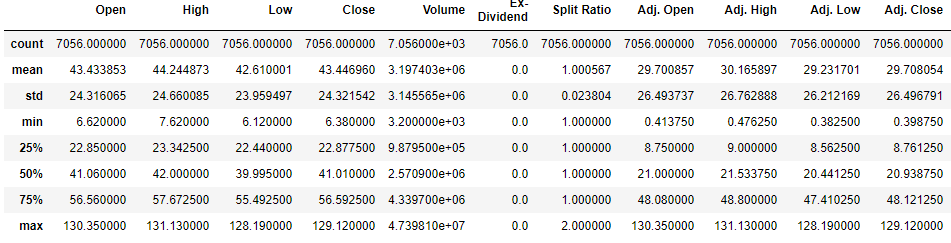 Open High Low Close Volume Ex-Dividend Split Ratio Adj. Open Adj. High Adj. Low Adj. Close
count 7056.000000 7056.000000 7056.000000 7056.000000 7.056000e+03 7056.0 7056.000000 7056.000000 7056.000000 7056.000000 7056.000000
mean 43.433853 44.244873 42.610001 43.446960 3.197403e+06 0.0 1.000567 29.700857 30.165897 29.231701 29.708054
std 24.316065 24.660085 23.959497 24.321542 3.145565e+06 0.0 0.023804 26.493737 26.762888 26.212169 26.496791
min 6.620000 7.620000 6.120000 6.380000 3.200000e+03 0.0 1.000000 0.413750 0.476250 0.382500 0.398750
25% 22.850000 23.342500 22.440000 22.877500 9.879500e+05 0.0 1.000000 8.750000 9.000000 8.562500 8.761250
50% 41.060000 42.000000 39.995000 41.010000 2.570900e+06 0.0 1.000000 21.000000 21.533750 20.441250 20.938750
75% 56.560000 57.672500 55.492500 56.592500 4.339700e+06 0.0 1.000000 48.080000 48.800000 47.410250 48.121250
max 130.350000 131.130000 128.190000 129.120000 4.739810e+07 0.0 2.000000 130.350000 131.130000 128.190000 129.120000